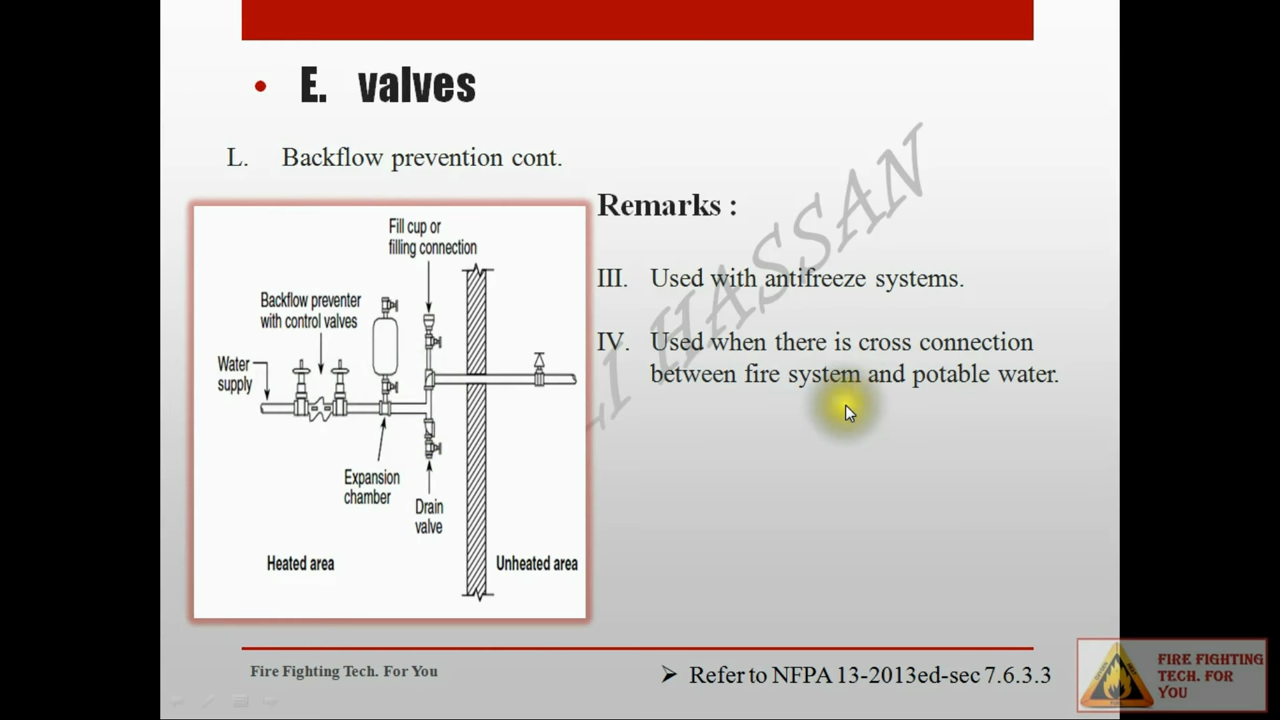 • E. valves
L. Backflow prevention cont.
Remarks :
III. Used with antifreeze systems.
IV. Used when there is cross connection
between fire system and potable water.
Fill cup or
filling connection
Backflow preventer
with control valves
Water
supply
Expansion
chamber
Drain
valve
Heated area
Unheated area
LI HASSAN
Fire Fighting Tech. For You
➢ Refer to NFPA 13-2013ed-sec 7.6.3.3
FIRE FIGHTING
TECH. FOR
YOU